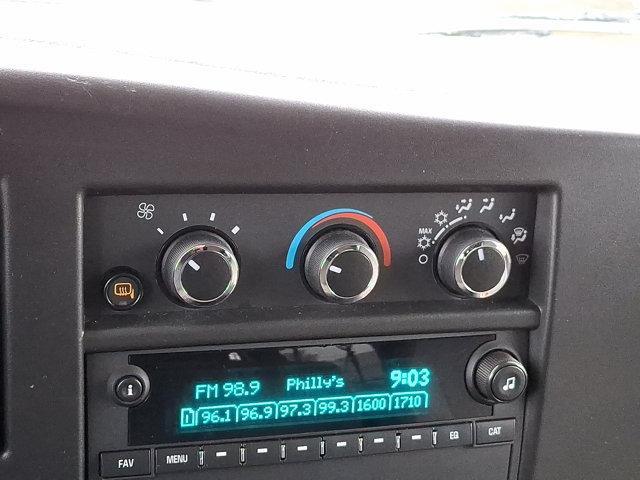 MAX
FM 98.9 Philly's 9:03
96.1 96.9 97.3 99.3 1600 1710
i
FAV MENU EQ CAT